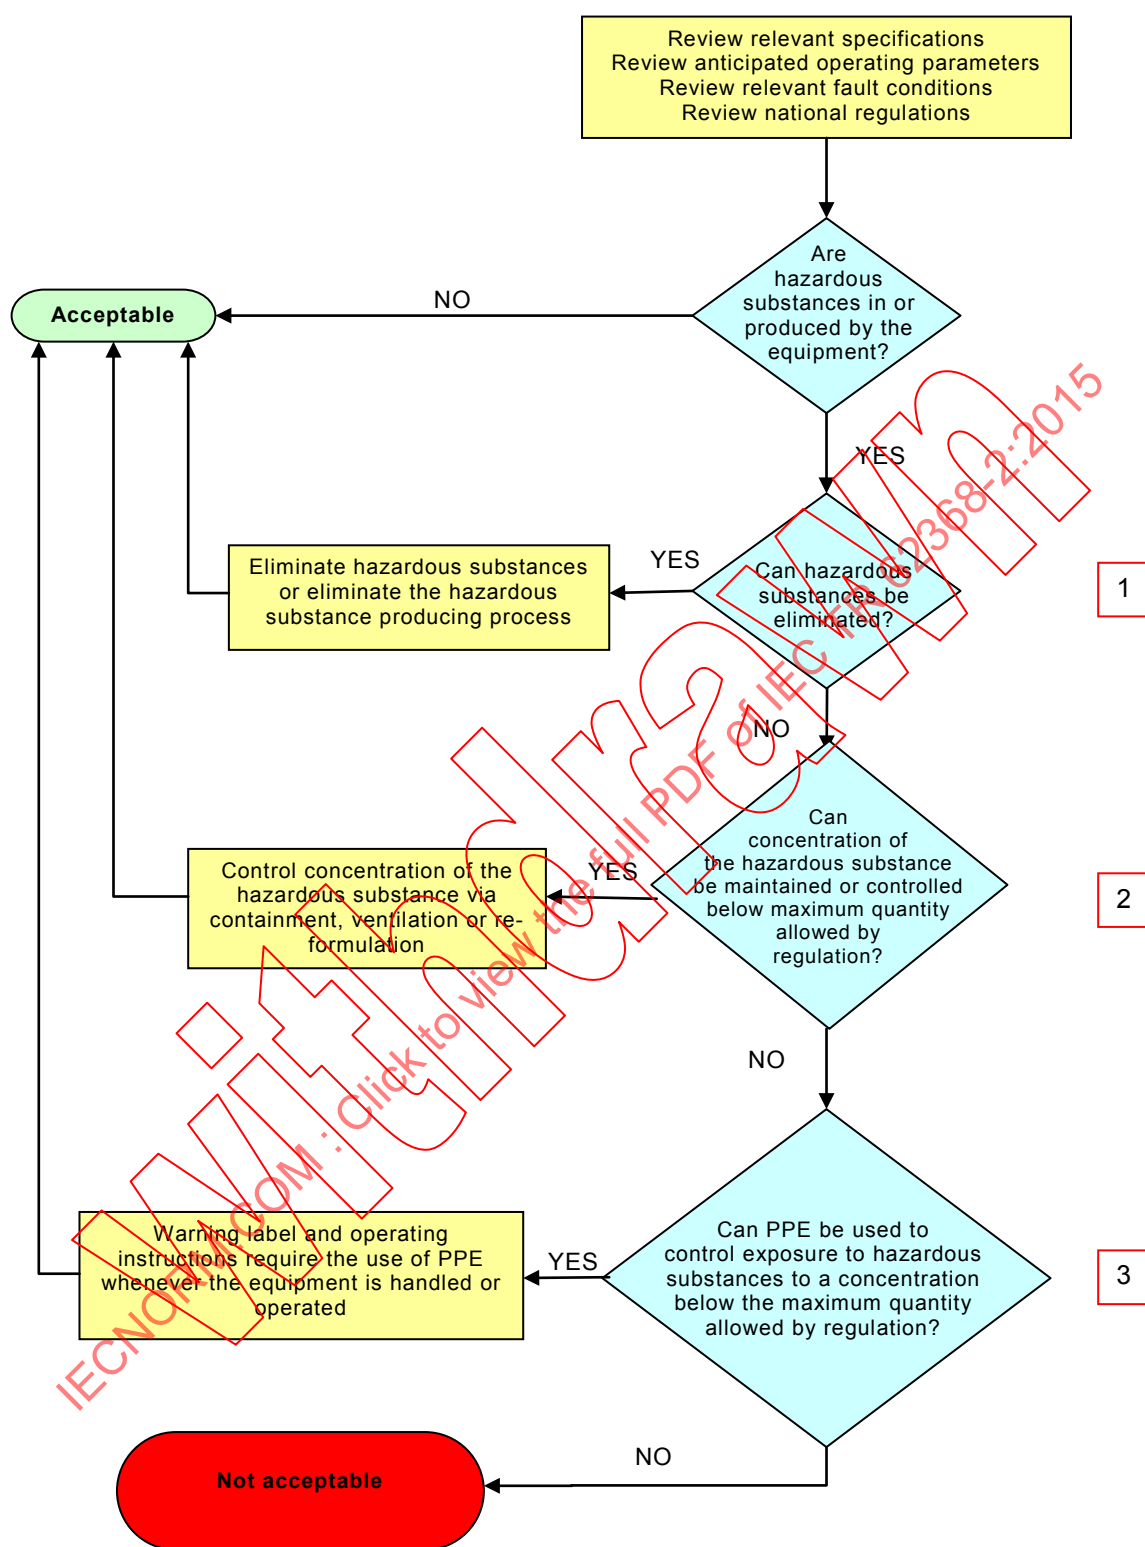 Review relevant specifications
Review anticipated operating parameters
Review relevant fault conditions
Review national regulations
Are
hazardous
substances in or
produced by the
equipment?
NO
Acceptable
YES
Can hazardous
substances be
eliminated?
1
YES
Eliminate hazardous substances
or eliminate the hazardous
substance producing process
NO
Can
concentration of
the hazardous substance
be maintained or controlled
below maximum quantity
allowed by
regulation?
2
YES
Control concentration of the
hazardous substance via
containment, ventilation or re-
formulation
NO
Can PPE be used to
control exposure to hazardous
substances to a concentration
below the maximum quantity
allowed by regulation?
3
YES
Warning label and operating
instructions require the use of PPE
whenever the equipment is handled or
operated
NO
Not acceptable
Withdrawn
IECNORM.COM : Click to view the full PDF of IEC TR 62368-2:2015